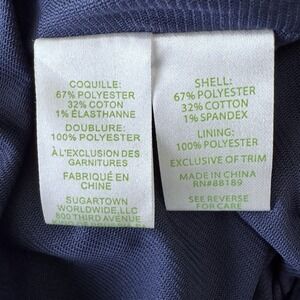 COQUILLE:
67% POLYESTER
32% COTON
1% ÉLASTHANNE
DOUBLURE:
100% POLYESTER
À L'EXCLUSION DES
GARNITURES
FABRIQUÉ EN
CHINE
SUGARTOWN
WORLDWIDE,LLC
800 THIRD AVENUE
SHELL:
67% POLYESTER
32% COTTON
1% SPANDEX
LINING:
100% POLYESTER
EXCLUSIVE OF TRIM
MADE IN CHINA
RN#88189
SEE REVERSE
FOR CARE